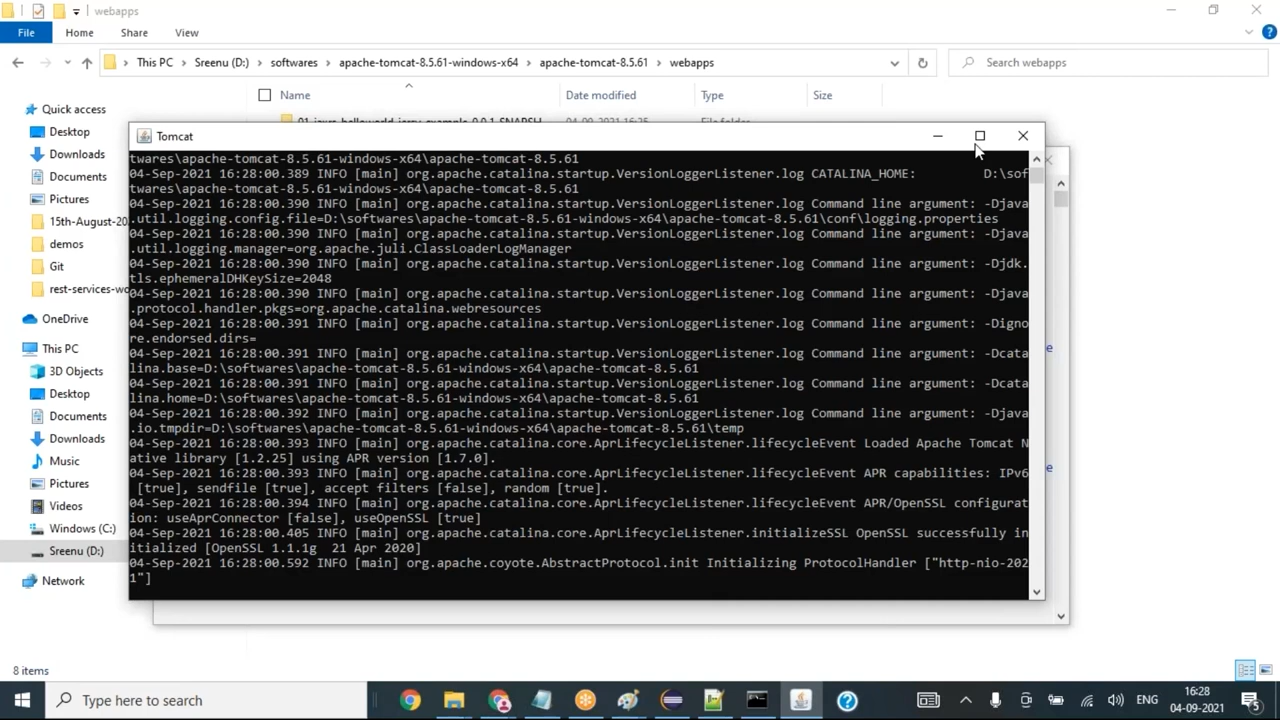 webapps
File Home Share View
This PC Sreenu (D:) softwares apache-tomcat-8.5.61-windows-x64 apache-tomcat-8.5.61 webapps Search webapps
Name Date modified Type Size
Quick access
Desktop
Downloads
Documents
Pictures
15th-August-20
demos
Git
rest-services-wo
OneDrive
This PC
3D Objects
Desktop
Documents
Downloads
Music
Pictures
Videos
Windows (C:)
Sreenu (D:)
Network
Tomcat
twares\apache-tomcat-8.5.61-windows-x64\apache-tomcat-8.5.61
04-Sep-2021 16:28:00.389 INFO [main] org.apache.catalina.startup.VersionLoggerListener.log CATALINA_HOME: D:\sof
twares\apache-tomcat-8.5.61-windows-x64\apache-tomcat-8.5.61
04-Sep-2021 16:28:00.390 INFO [main] org.apache.catalina.startup.VersionLoggerListener.log Command line argument: -Djava
.util.logging.config.file=D:\softwares\apache-tomcat-8.5.61-windows-x64\apache-tomcat-8.5.61\conf\logging.properties
04-Sep-2021 16:28:00.390 INFO [main] org.apache.catalina.startup.VersionLoggerListener.log Command line argument: -Djava
.util.logging.manager=org.apache.juli.ClassLoaderLogManager
04-Sep-2021 16:28:00.390 INFO [main] org.apache.catalina.startup.VersionLoggerListener.log Command line argument: -Djdk.
tls.ephemeralDHKeySize=2048
04-Sep-2021 16:28:00.390 INFO [main] org.apache.catalina.startup.VersionLoggerListener.log Command line argument: -Djava
.protocol.handler.pkgs=org.apache.catalina.webresources
04-Sep-2021 16:28:00.391 INFO [main] org.apache.catalina.startup.VersionLoggerListener.log Command line argument: -Digno
re.endorsed.dirs=
04-Sep-2021 16:28:00.391 INFO [main] org.apache.catalina.startup.VersionLoggerListener.log Command line argument: -Dcata
lina.base=D:\softwares\apache-tomcat-8.5.61-windows-x64\apache-tomcat-8.5.61
04-Sep-2021 16:28:00.391 INFO [main] org.apache.catalina.startup.VersionLoggerListener.log Command line argument: -Dcata
lina.home=D:\softwares\apache-tomcat-8.5.61-windows-x64\apache-tomcat-8.5.61
04-Sep-2021 16:28:00.392 INFO [main] org.apache.catalina.startup.VersionLoggerListener.log Command line argument: -Djava
.io.tmpdir=D:\softwares\apache-tomcat-8.5.61-windows-x64\apache-tomcat-8.5.61\temp
04-Sep-2021 16:28:00.393 INFO [main] org.apache.catalina.core.AprLifecycleListener.lifecycleEvent Loaded Apache Tomcat N
ative library [1.2.25] using APR version [1.7.0].
04-Sep-2021 16:28:00.393 INFO [main] org.apache.catalina.core.AprLifecycleListener.lifecycleEvent APR capabilities: IPv6
[true], sendfile [true], accept filters [false], random [true].
04-Sep-2021 16:28:00.394 INFO [main] org.apache.catalina.core.AprLifecycleListener.lifecycleEvent APR/OpenSSL configurat
ion: useAprConnector [false], useOpenSSL [true]
04-Sep-2021 16:28:00.405 INFO [main] org.apache.catalina.core.AprLifecycleListener.initializeSSL OpenSSL successfully in
itialized [OpenSSL 1.1.1g 21 Apr 2020]
04-Sep-2021 16:28:00.592 INFO [main] org.apache.coyote.AbstractProtocol.init Initializing ProtocolHandler ["http-nio-202
1"]
8 items
Type here to search
ENG
16:28
04-09-2021
5